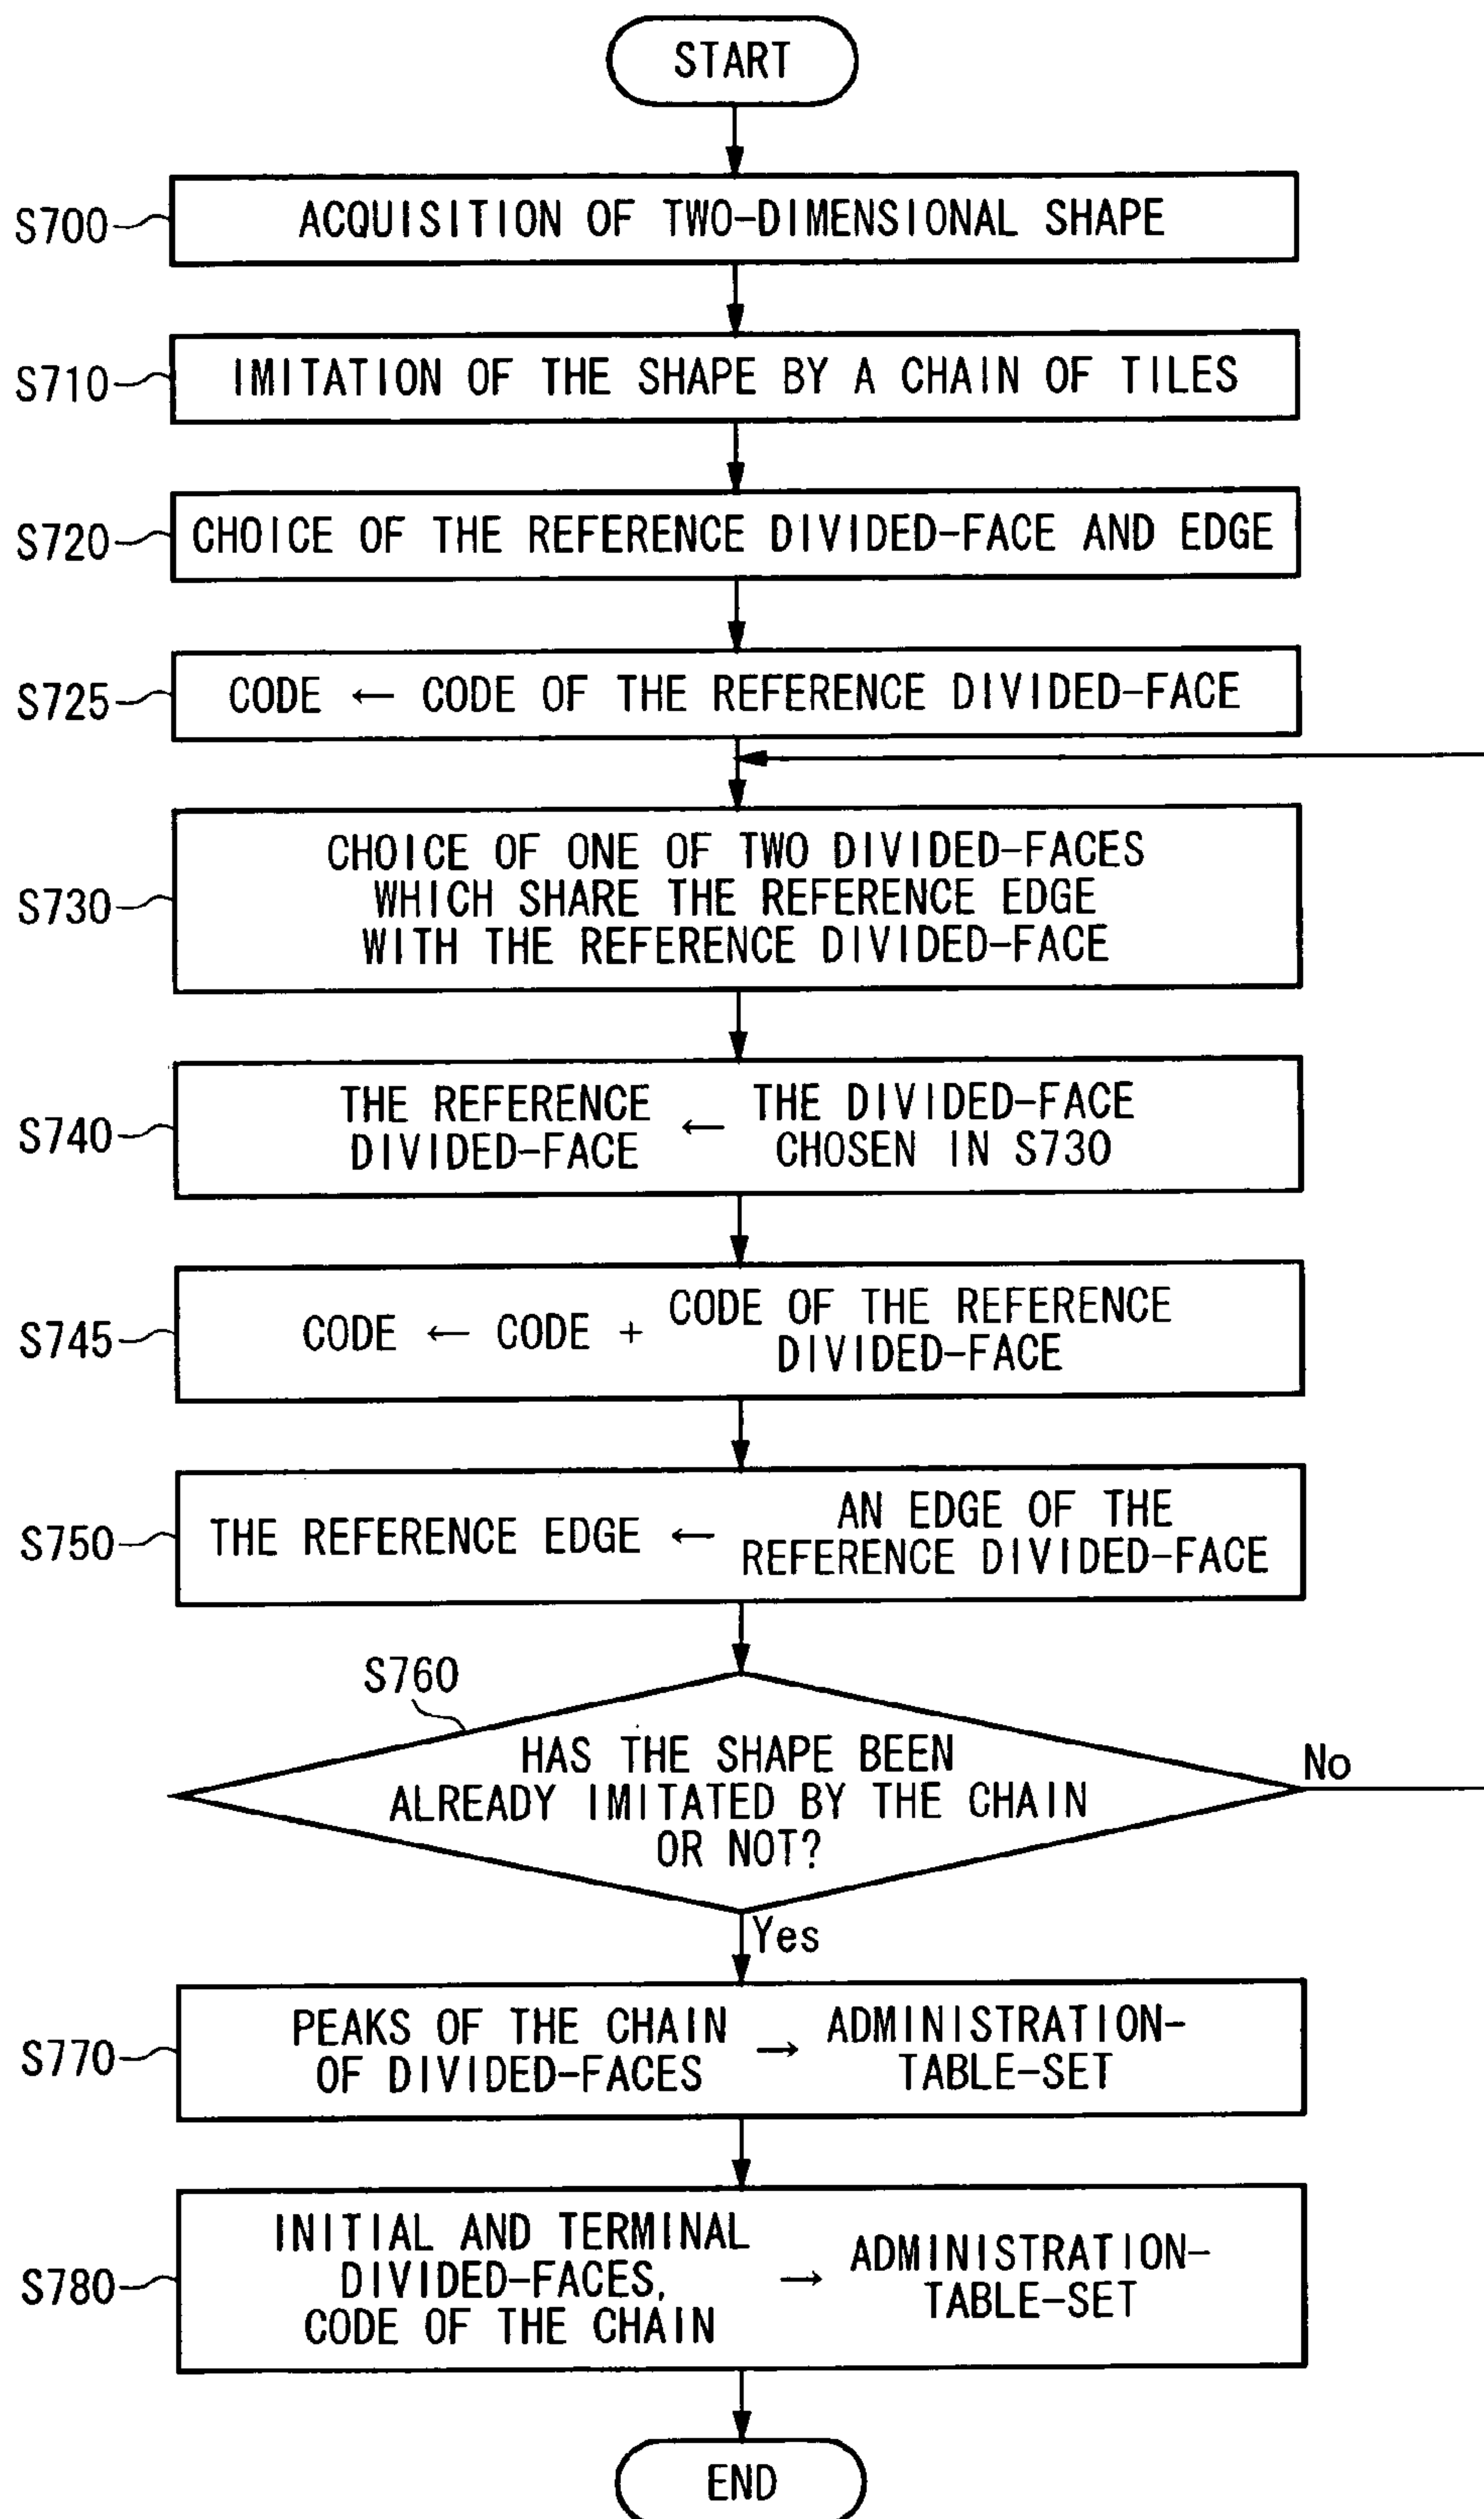 START
S700
ACQUISITION OF TWO-DIMENSIONAL SHAPE
S710
IMITATION OF THE SHAPE BY A CHAIN OF TILES
S720
CHOICE OF THE REFERENCE DIVIDED-FACE AND EDGE
S725
CODE ← CODE OF THE REFERENCE DIVIDED-FACE
S730
CHOICE OF ONE OF TWO DIVIDED-FACES
WHICH SHARE THE REFERENCE EDGE
WITH THE REFERENCE DIVIDED-FACE
S740
THE REFERENCE
DIVIDED-FACE
←
THE DIVIDED-FACE
CHOSEN IN S730
S745
CODE ← CODE +
CODE OF THE REFERENCE
DIVIDED-FACE
S750
THE REFERENCE EDGE ←
AN EDGE OF THE
REFERENCE DIVIDED-FACE
S760
HAS THE SHAPE BEEN
ALREADY IMITATED BY THE CHAIN
OR NOT?
No
Yes
S770
PEAKS OF THE CHAIN
OF DIVIDED-FACES
→
ADMINISTRATION-
TABLE-SET
S780
INITIAL AND TERMINAL
DIVIDED-FACES,
CODE OF THE CHAIN
→
ADMINISTRATION-
TABLE-SET
END